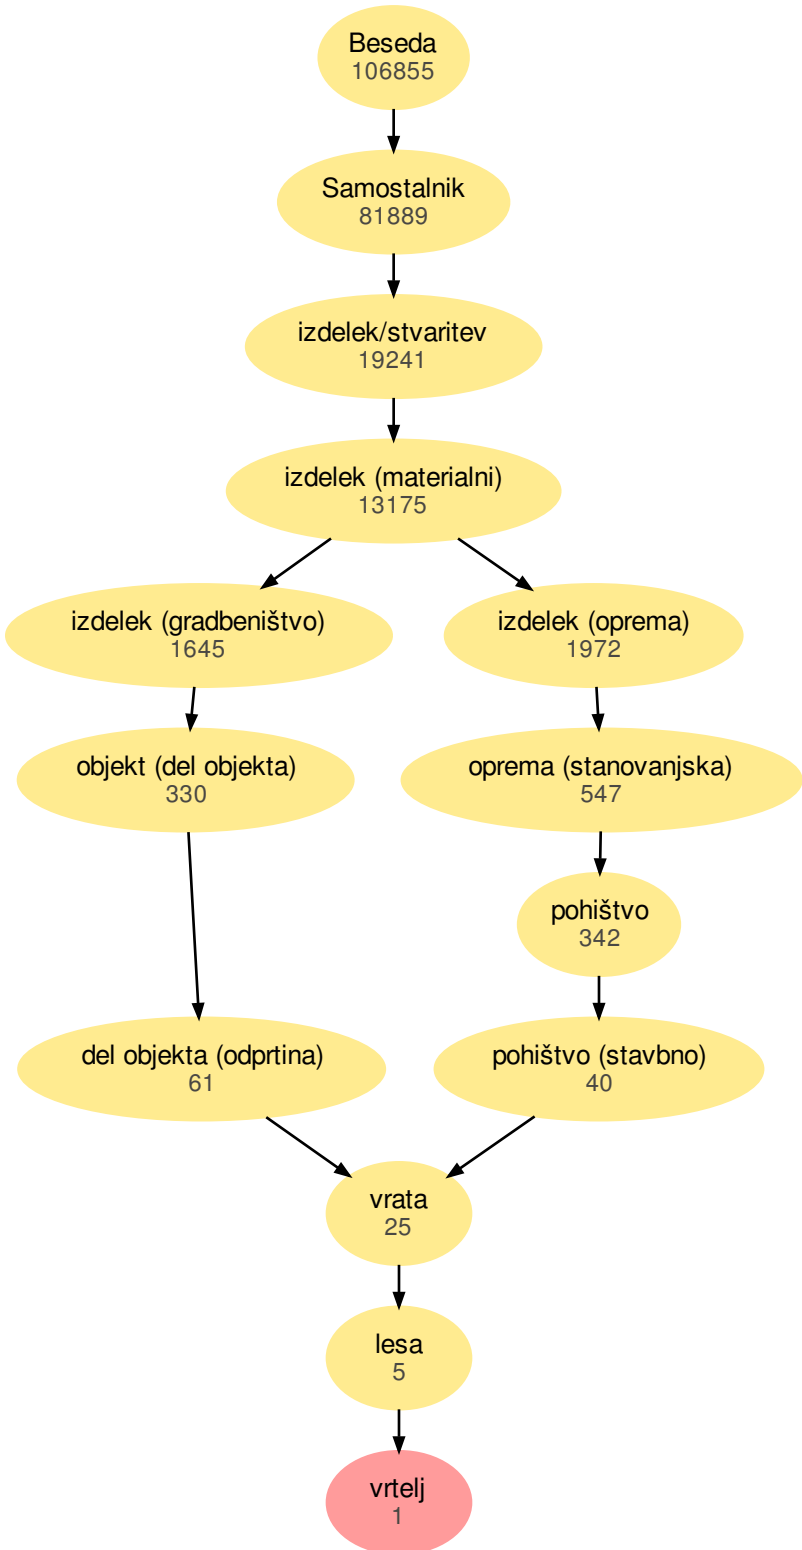 Beseda
106855
Samostalnik
81889
izdelek/stvaritev
19241
izdelek (materialni)
13175
izdelek (gradbeništvo)
1645
izdelek (oprema)
1972
objekt (del objekta)
330
oprema (stanovanjska)
547
pohištvo
342
del objekta (odprtina)
61
pohištvo (stavbno)
40
vrata
25
lesa
5
vrtelj
1